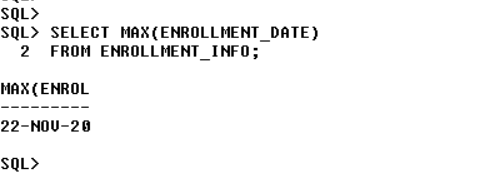 SQL>
SQL> SELECT MAX(ENROLLMENT_DATE)
  2  FROM ENROLLMENT_INFO;
MAX(ENROL
---------
22-NOV-20
SQL>